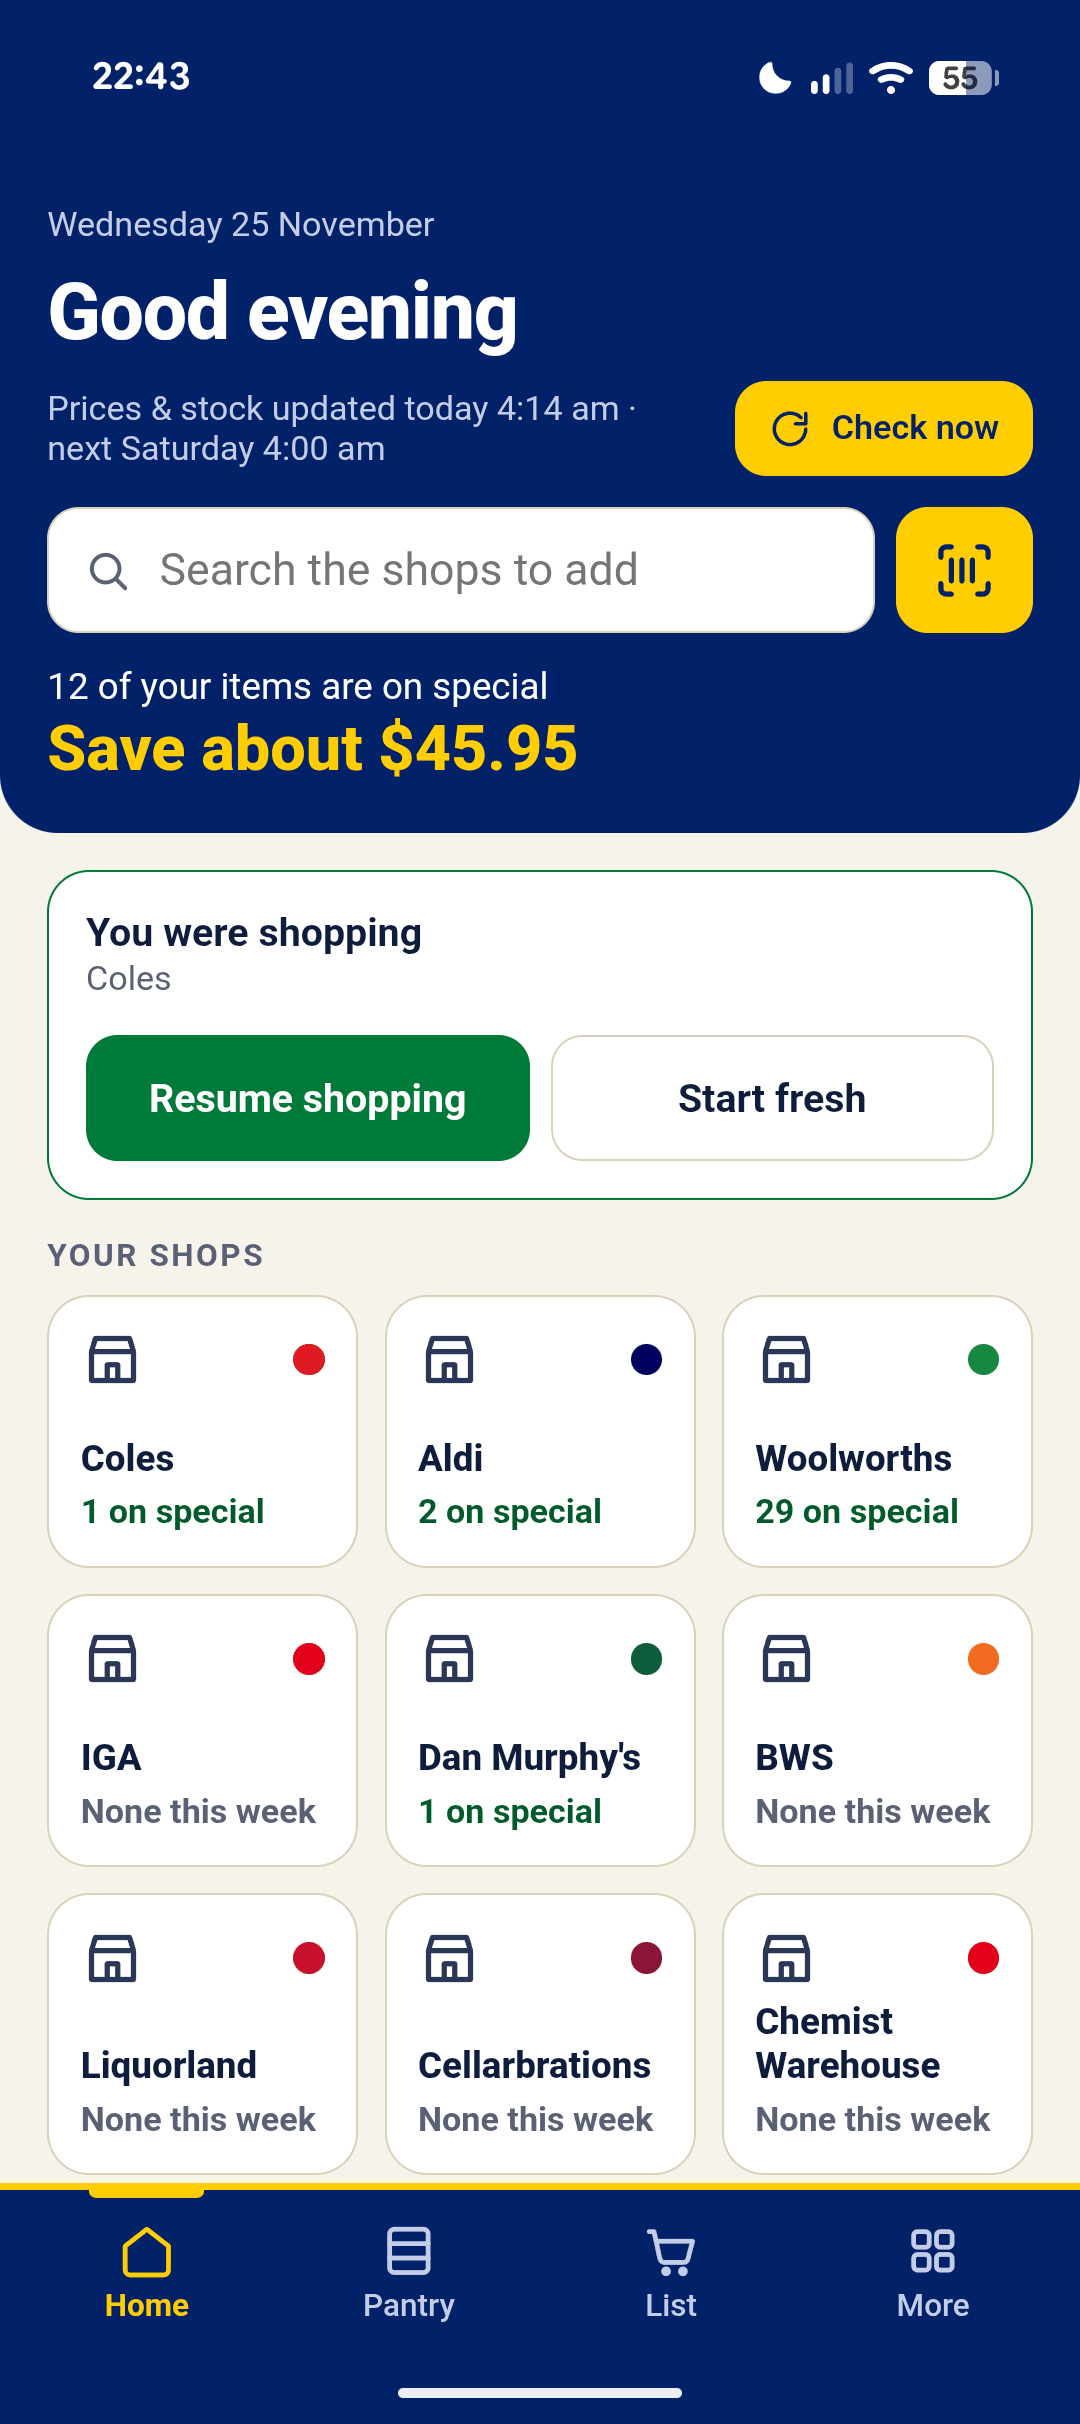 22:43
55
Wednesday 25 November
Good evening
Prices & stock updated today 4:14 am ·
next Saturday 4:00 am
Check now
Search the shops to add
12 of your items are on special
Save about $45.95
You were shopping
Coles
Resume shopping
Start fresh
YOUR SHOPS
Coles
1 on special
Aldi
2 on special
Woolworths
29 on special
IGA
None this week
Dan Murphy's
1 on special
BWS
None this week
Liquorland
None this week
Cellarbrations
None this week
Chemist
Warehouse
None this week
Home
Pantry
List
More